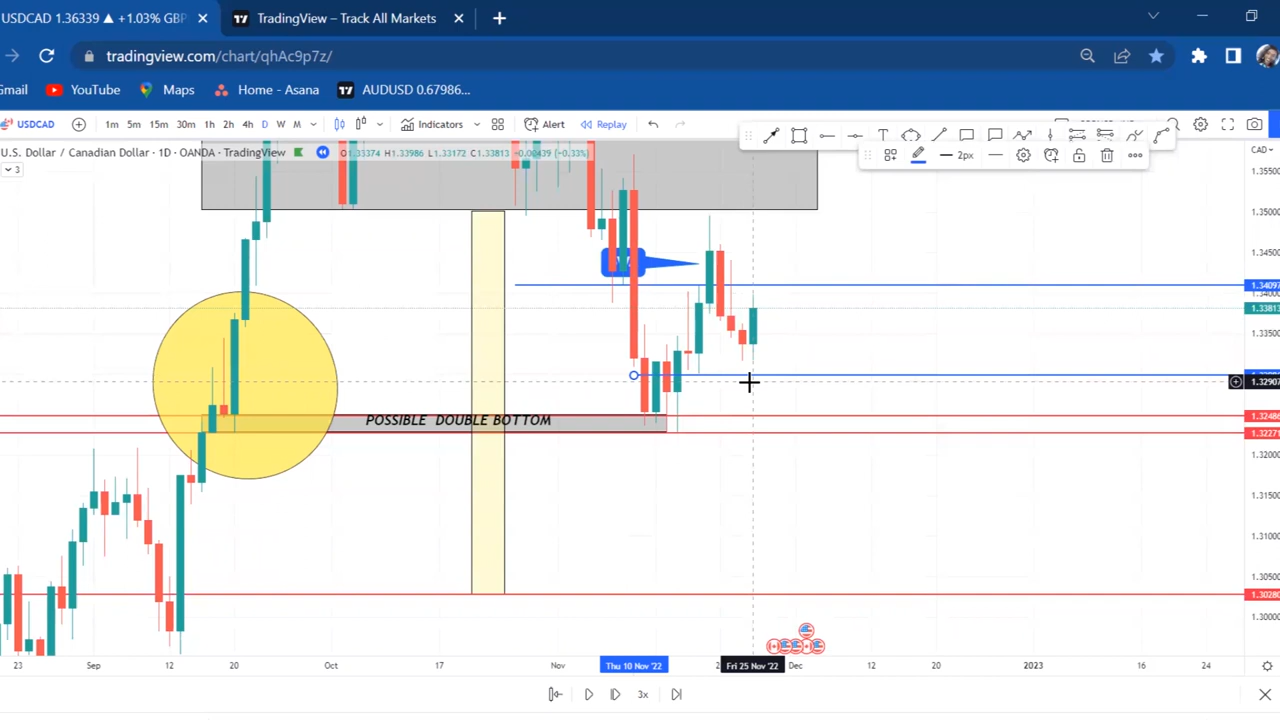 USDCAD 1.36339 ▲ +1.03% GBP
TradingView – Track All Markets
tradingview.com/chart/qhAc9p7z/
Gmail
YouTube
Maps
Home - Asana
AUDUSD 0.67986...
USDCAD
1m 5m 15m 30m 1h 2h 4h D W M
Indicators
Alert
Replay
2px
U.S. Dollar / Canadian Dollar · 1D · OANDA · TradingView
O1.33374 H1.33986 L1.33172 C1.33813 −0.00439 (−0.33%)
CAD
3
1.35500
1.35000
1.34500
1.34097
1.34000
1.33813
1.33500
1.32907
POSSIBLE DOUBLE BOTTOM
1.32486
1.32271
1.32000
1.31500
1.31000
1.30500
1.30280
1.30000
23 Sep 12 20 Oct 17 Nov Thu 10 Nov '22 Fri 25 Nov '22 Dec 12 20 2023 16 24
3x